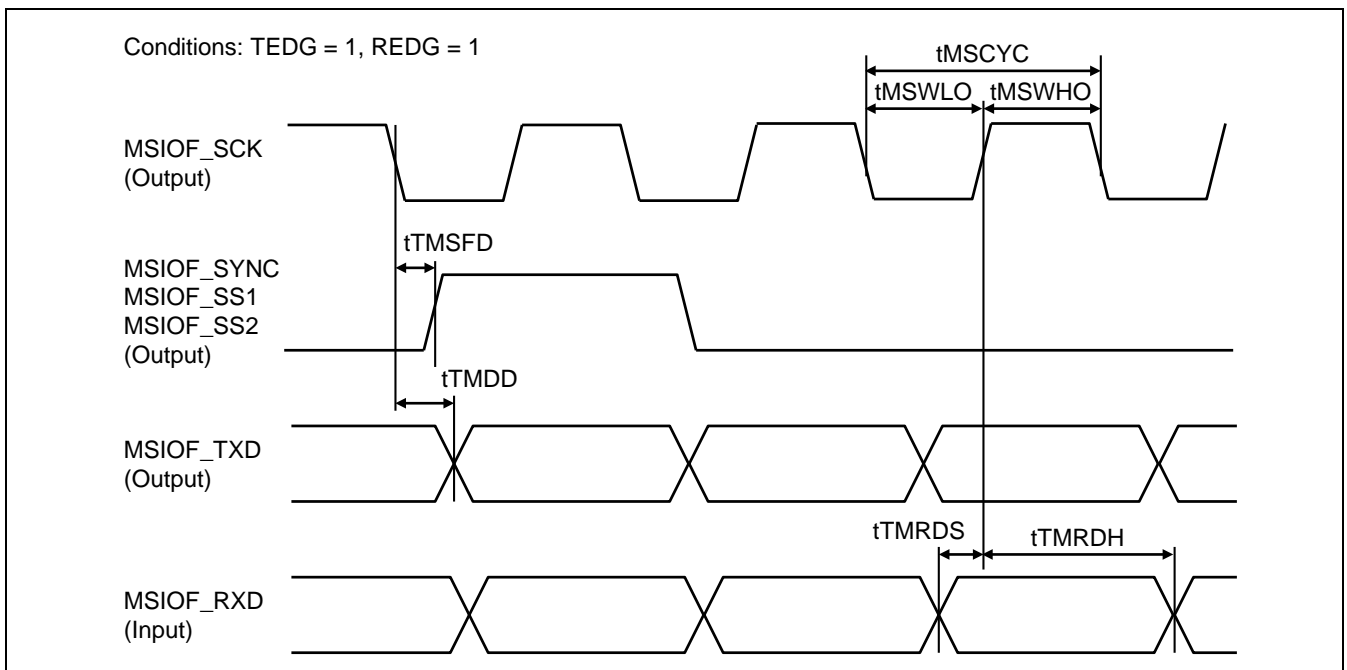 Conditions: TEDG = 1, REDG = 1
tMSCYC
tMSWLO
tMSWHO
MSIOF_SCK
(Output)
tTMSFD
MSIOF_SYNC
MSIOF_SS1
MSIOF_SS2
(Output)
tTMDD
MSIOF_TXD
(Output)
tTMRDS
tTMRDH
MSIOF_RXD
(Input)